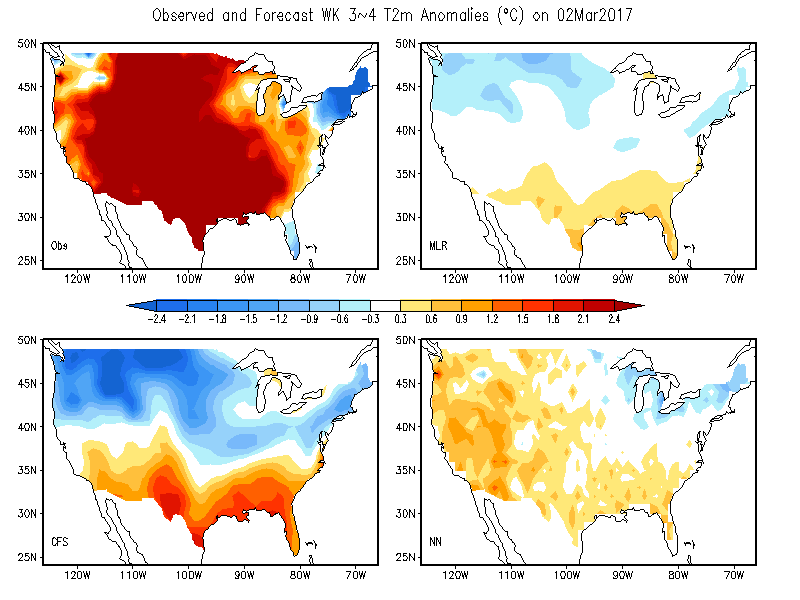 Observed and Forecast WK 3~4 T2m Anomalies (°C) on 02Mar2017
50N
45N
40N
35N
30N
25N
Obs
120W 110W 100W 90W 80W 70W
50N
45N
40N
35N
30N
25N
MLR
120W 110W 100W 90W 80W 70W
-2.4 -2.1 -1.8 -1.5 -1.2 -0.9 -0.6 -0.3 0.3 0.6 0.9 1.2 1.5 1.8 2.1 2.4
50N
45N
40N
35N
30N
25N
CFS
120W 110W 100W 90W 80W 70W
50N
45N
40N
35N
30N
25N
NN
120W 110W 100W 90W 80W 70W